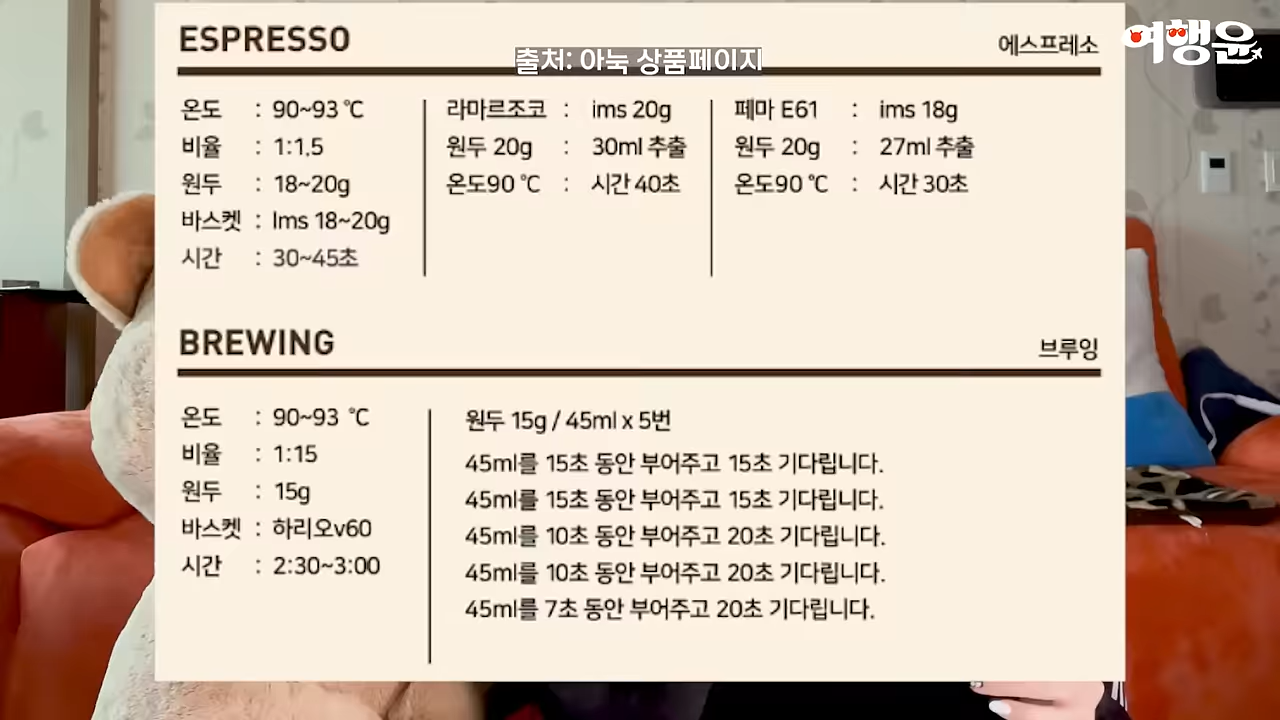 ESPRESSO
에스프레소
출처: 아눅 상품페이지
여행윤
온도 : 90~93 ℃
비율 : 1:1.5
원두 : 18~20g
바스켓 : Ims 18~20g
시간 : 30~45초
라마르조코 : ims 20g
원두 20g : 30ml 추출
온도90 ℃ : 시간 40초
페마 E61 : ims 18g
원두 20g : 27ml 추출
온도90 ℃ : 시간 30초
BREWING
브루잉
온도 : 90~93 ℃
비율 : 1:15
원두 : 15g
바스켓 : 하리오v60
시간 : 2:30~3:00
원두 15g / 45ml x 5번
45ml를 15초 동안 부어주고 15초 기다립니다.
45ml를 15초 동안 부어주고 15초 기다립니다.
45ml를 10초 동안 부어주고 20초 기다립니다.
45ml를 10초 동안 부어주고 20초 기다립니다.
45ml를 7초 동안 부어주고 20초 기다립니다.